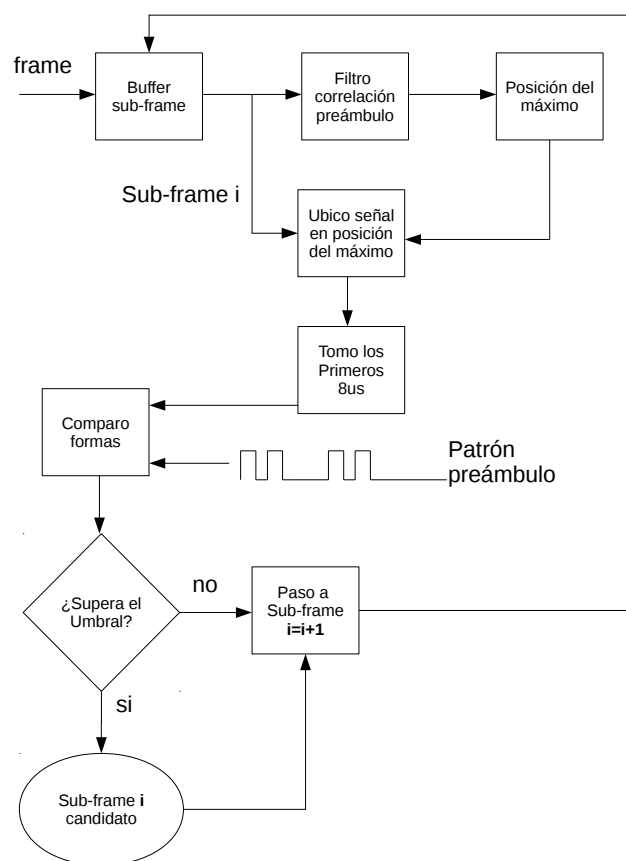 frame
Buffer
sub-frame
Filtro
correlación
preámbulo
Posición del
máximo
Sub-frame i
Ubico señal
en posición
del máximo
Tomo los
Primeros
8us
Comparo
formas
Patrón
preámbulo
¿Supera el
Umbral?
no
Paso a
Sub-frame
i=i+1
si
Sub-frame i
candidato